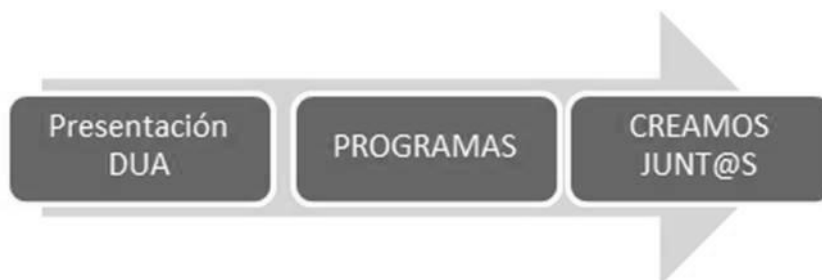 Presentación
DUA
PROGRAMAS
CREAMOS
JUNT@S